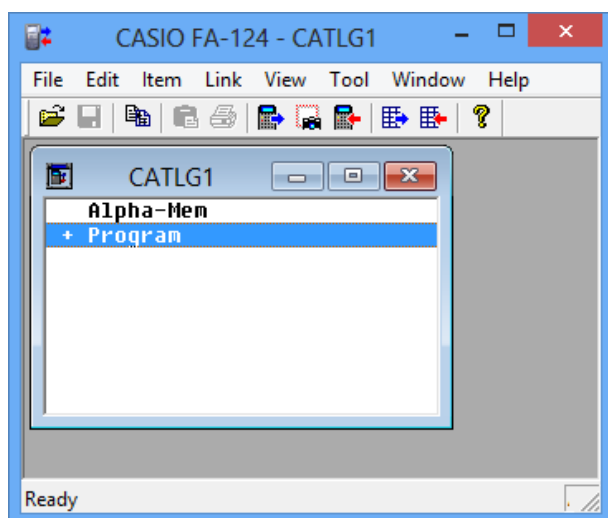 CASIO FA-124 - CATLG1
File Edit Item Link View Tool Window Help
CATLG1
Alpha-Mem
+ Program
Ready